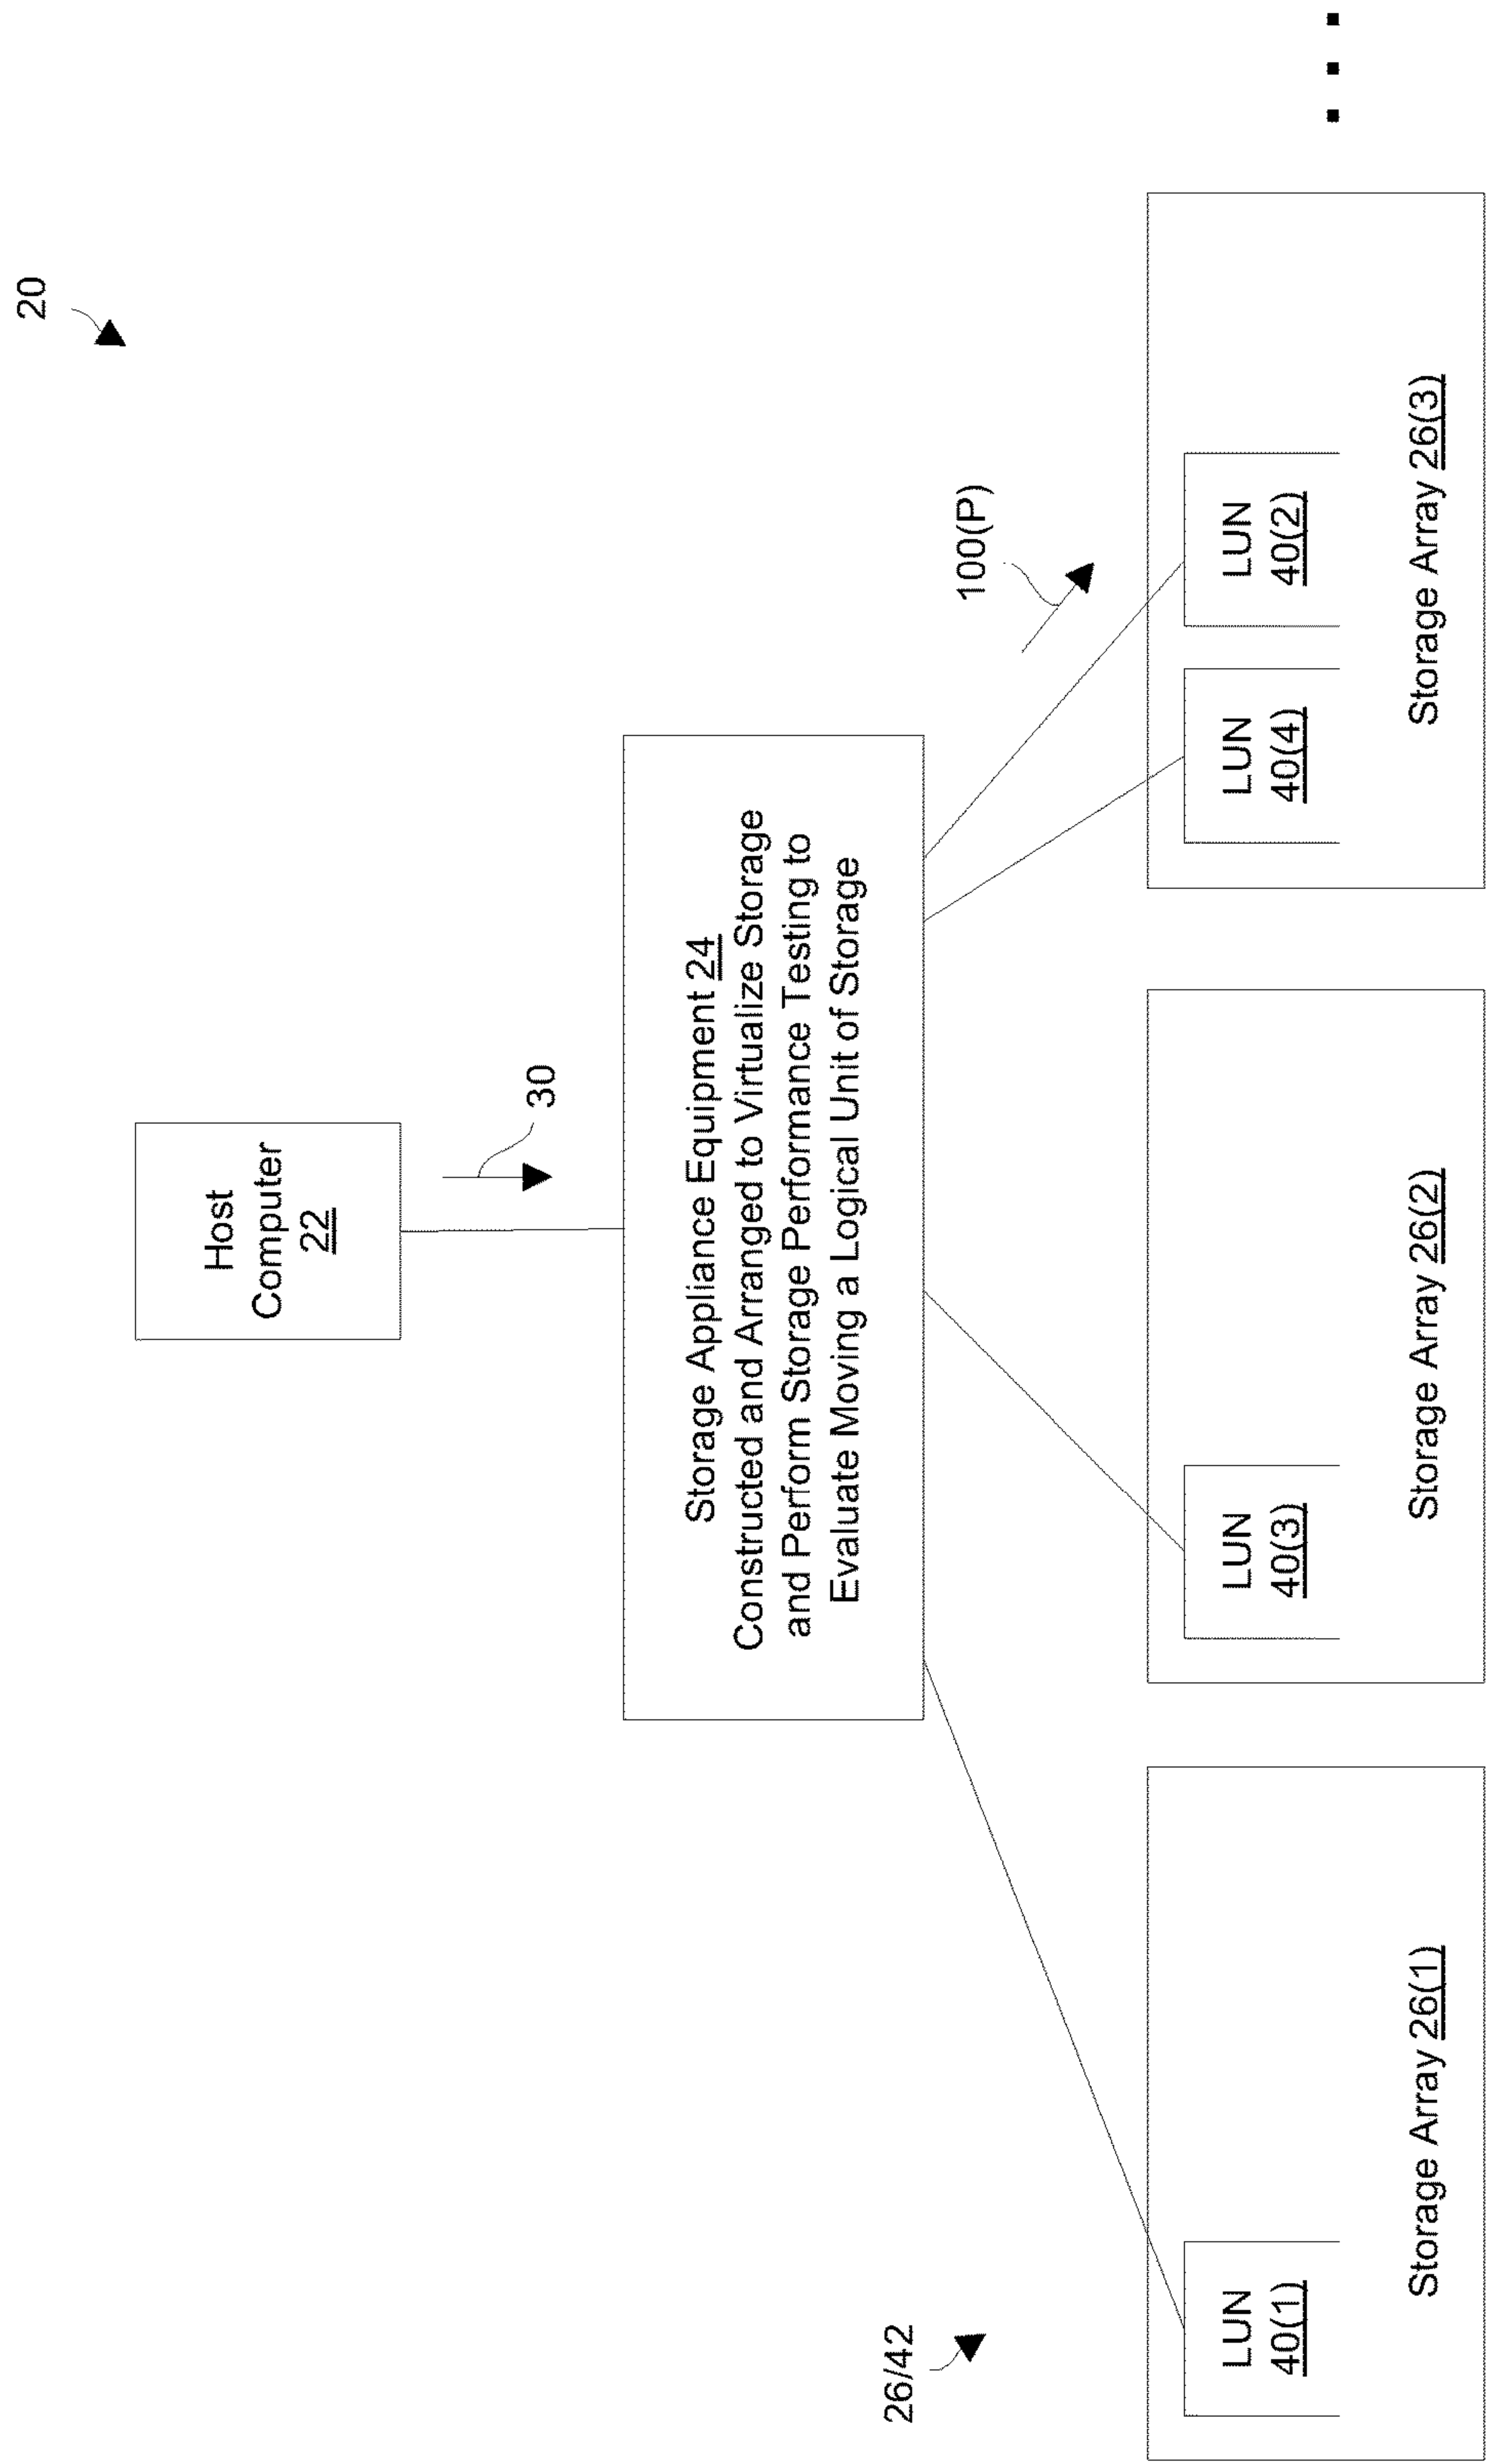 20
Host
Computer
22
30
Storage Appliance Equipment 24
Constructed and Arranged to Virtualize Storage
and Perform Storage Performance Testing to
Evaluate Moving a Logical Unit of Storage
26/42
100(P)
LUN
40(1)
Storage Array 26(1)
LUN
40(3)
Storage Array 26(2)
LUN
40(4)
LUN
40(2)
Storage Array 26(3)